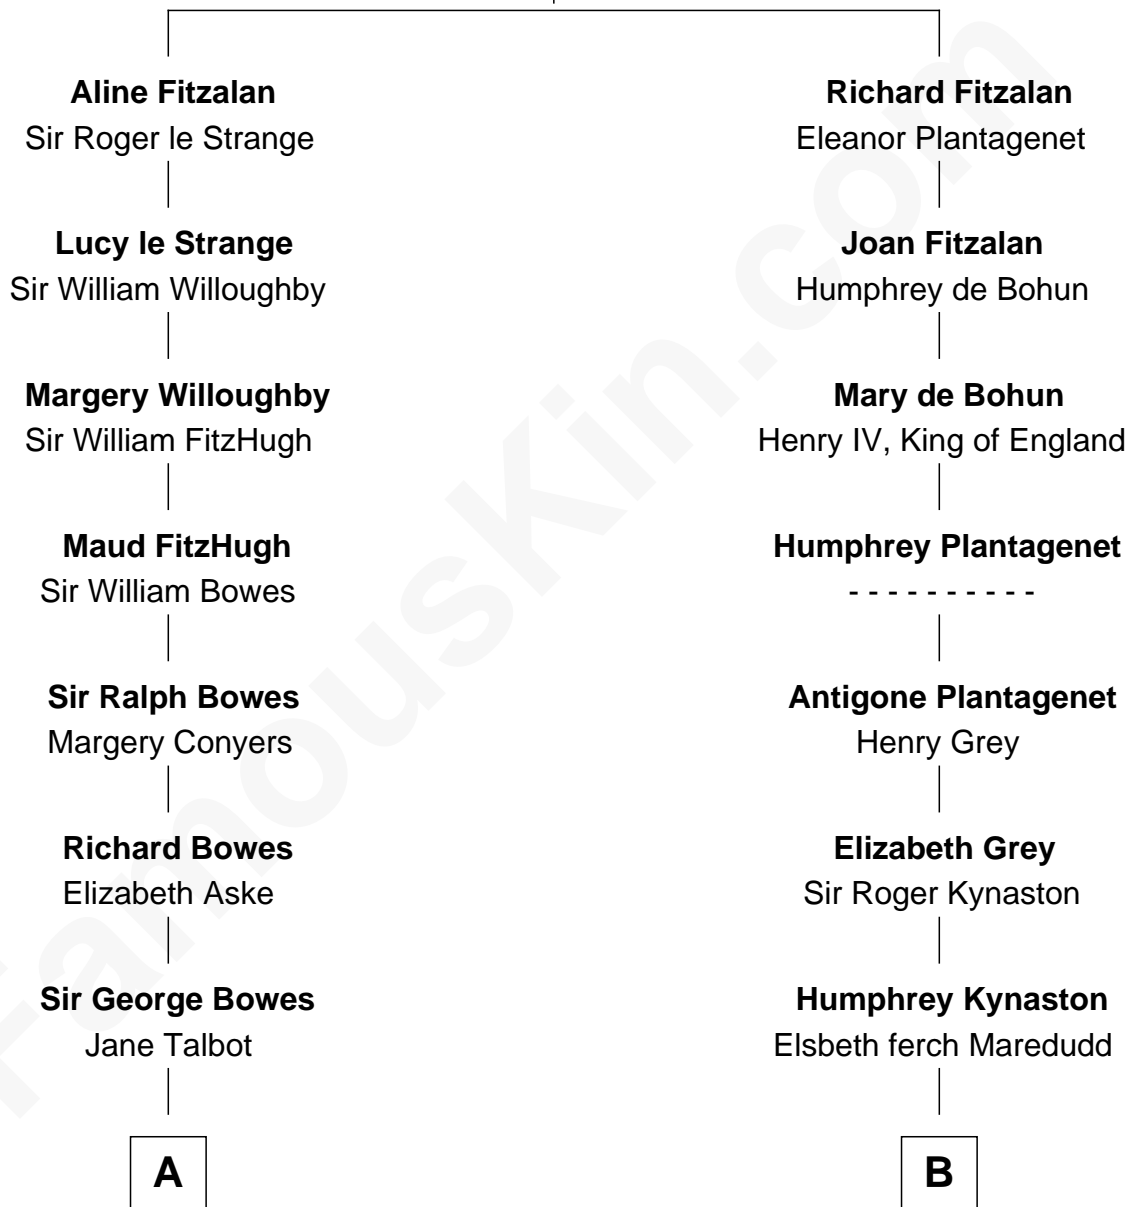 Aline Fitzalan
Sir Roger le Strange
Richard Fitzalan
Eleanor Plantagenet
Lucy le Strange
Sir William Willoughby
Joan Fitzalan
Humphrey de Bohun
Margery Willoughby
Sir William FitzHugh
Mary de Bohun
Henry IV, King of England
Maud FitzHugh
Sir William Bowes
Humphrey Plantagenet
- - - - - - - - - -
Sir Ralph Bowes
Margery Conyers
Antigone Plantagenet
Henry Grey
Richard Bowes
Elizabeth Aske
Elizabeth Grey
Sir Roger Kynaston
Sir George Bowes
Jane Talbot
Humphrey Kynaston
Elsbeth ferch Maredudd
A
B
FamousKin.com